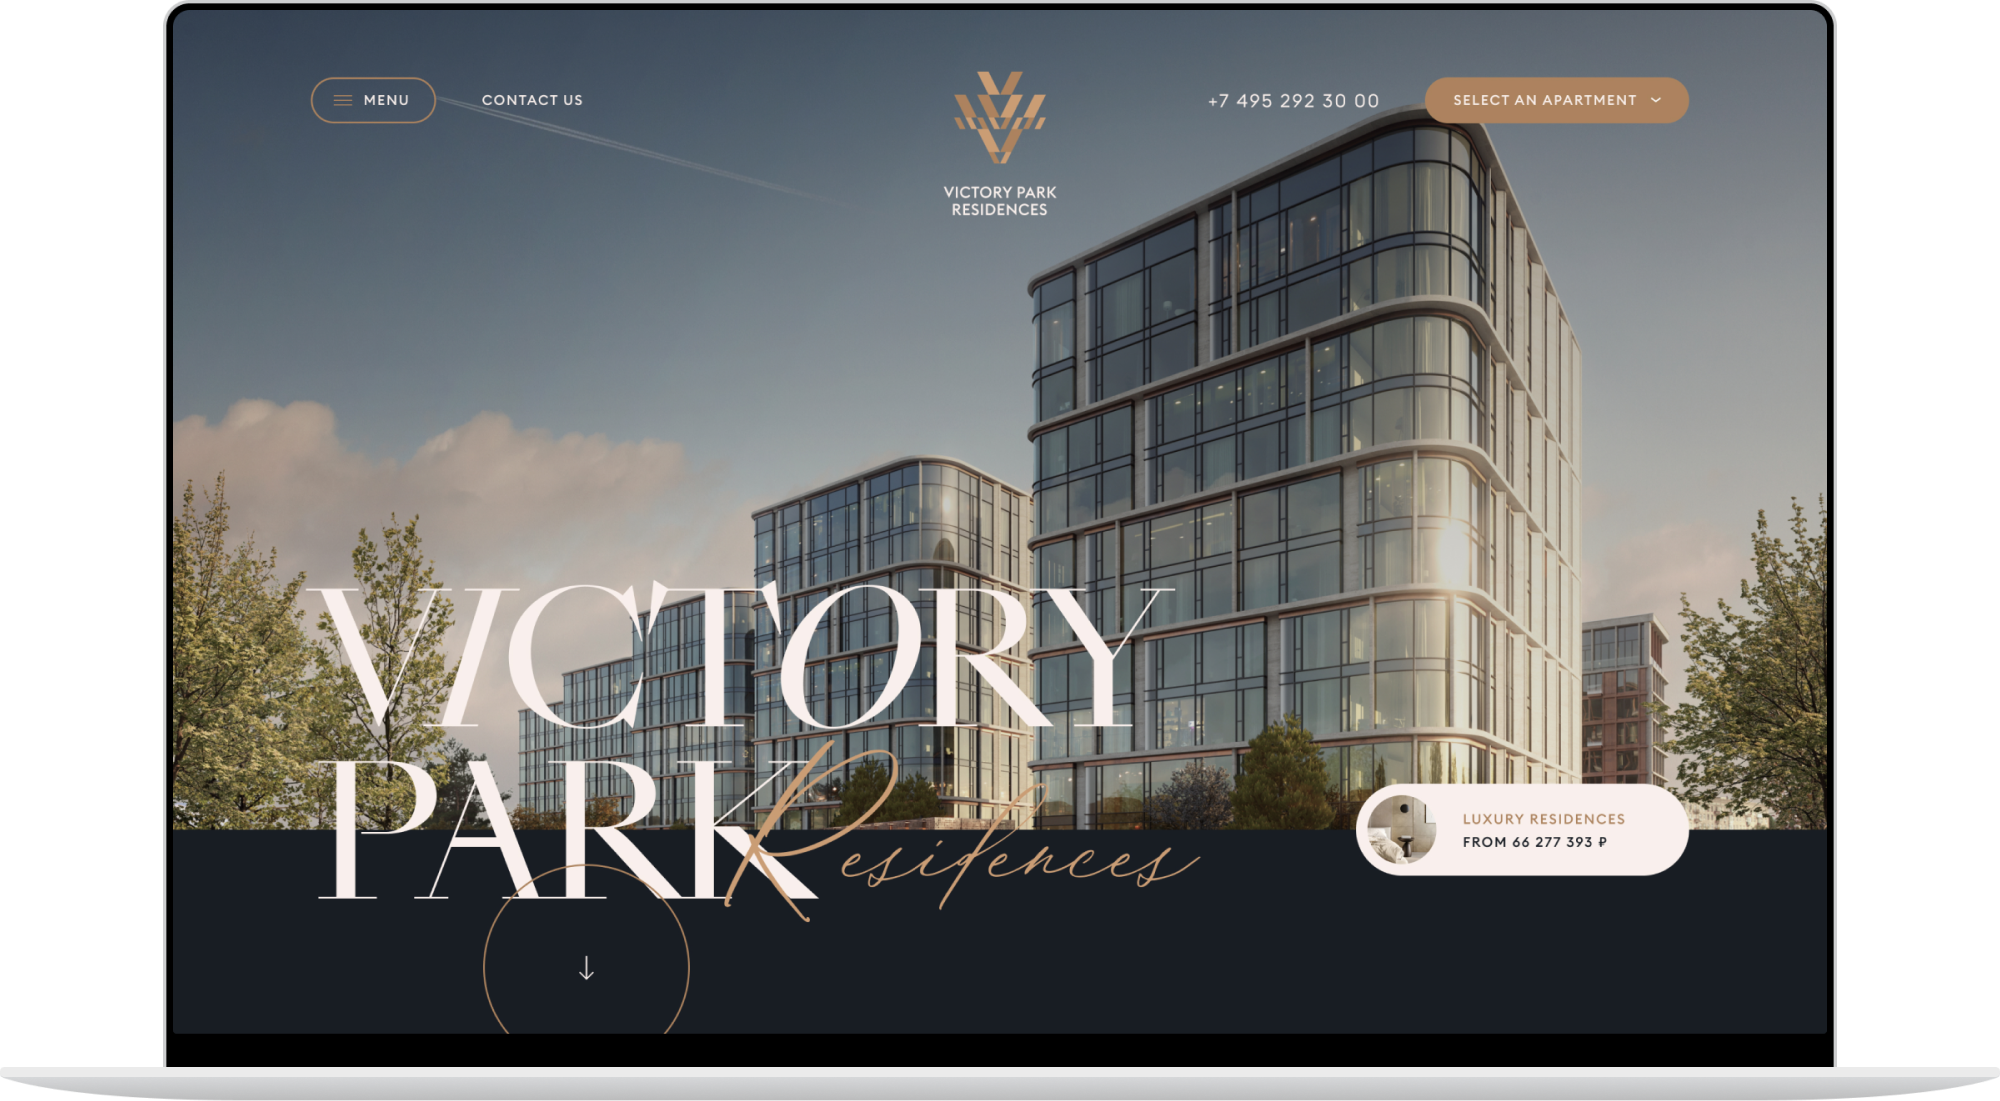 MENU
CONTACT US
VICTORY PARK
RESIDENCES
+7 495 292 30 00
SELECT AN APARTMENT
VICTORY
PARK
Residences
LUXURY RESIDENCES
FROM 66 277 393 ₽